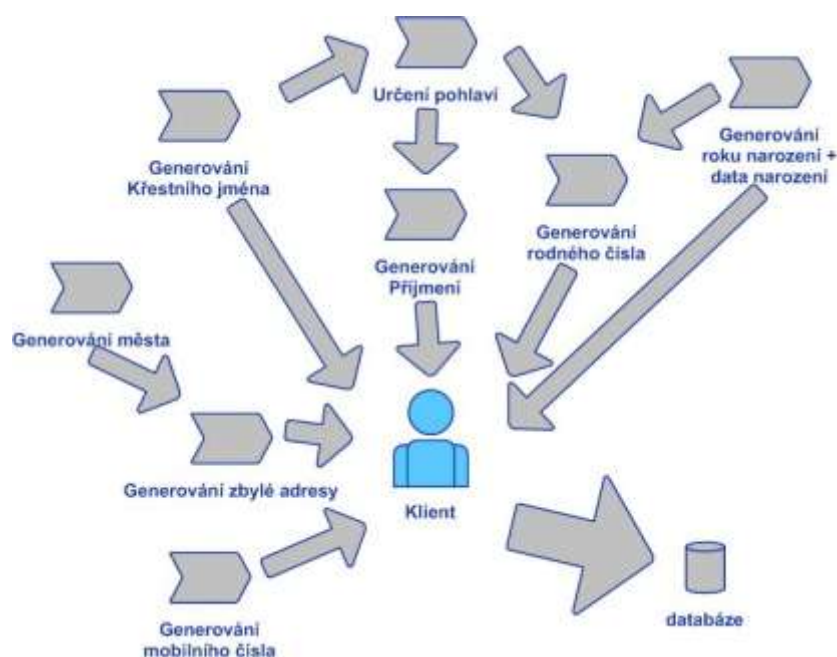 Určení pohlaví
Generování
Křestního jména
Generování
roku narození +
data narození
Generování
rodného čísla
Generování
Příjmení
Generování města
Generování zbylé adresy
Klient
Generování
mobilního čísla
databáze